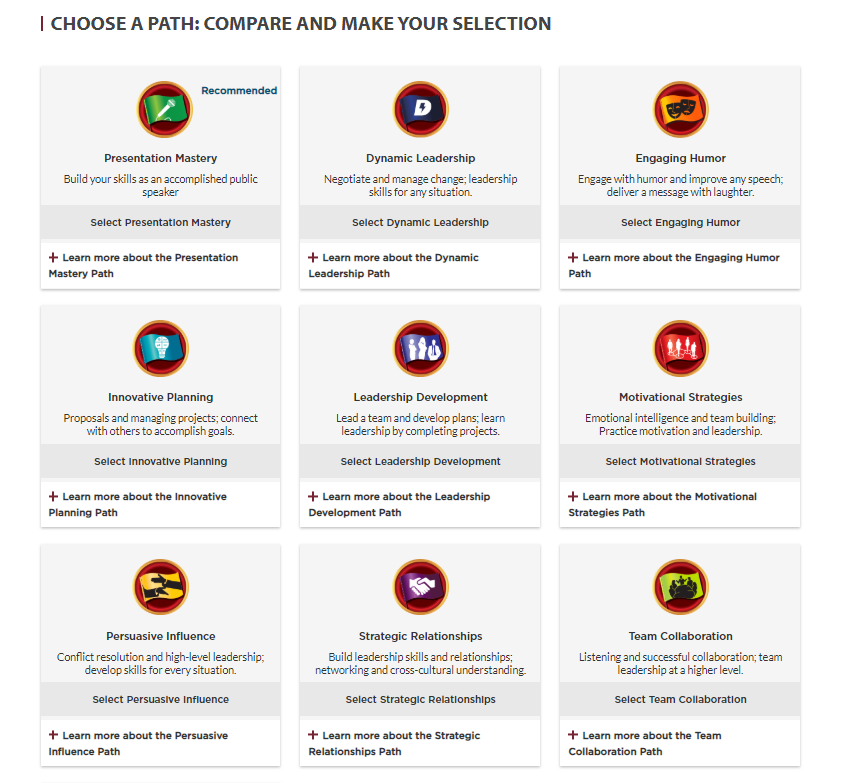 CHOOSE A PATH: COMPARE AND MAKE YOUR SELECTION
Recommended
Presentation Mastery
Build your skills as an accomplished public
speaker
Select Presentation Mastery
+ Learn more about the Presentation
Mastery Path
D
Dynamic Leadership
Negotiate and manage change; leadership
skills for any situation.
Select Dynamic Leadership
+ Learn more about the Dynamic
Leadership Path
Engaging Humor
Engage with humor and improve any speech;
deliver a message with laughter.
Select Engaging Humor
+ Learn more about the Engaging Humor
Path
Innovative Planning
Proposals and managing projects; connect
with others to accomplish goals.
Select Innovative Planning
+ Learn more about the Innovative
Planning Path
Leadership Development
Lead a team and develop plans; learn
leadership by completing projects.
Select Leadership Development
+ Learn more about the Leadership
Development Path
Motivational Strategies
Emotional intelligence and team building;
Practice motivation and leadership.
Select Motivational Strategies
+ Learn more about the Motivational
Strategies Path
Persuasive Influence
Conflict resolution and high-level leadership;
develop skills for every situation.
Select Persuasive Influence
+ Learn more about the Persuasive
Influence Path
Strategic Relationships
Build leadership skills and relationships;
networking and cross-cultural understanding.
Select Strategic Relationships
+ Learn more about the Strategic
Relationships Path
Team Collaboration
Listening and successful collaboration; team
leadership at a higher level.
Select Team Collaboration
+ Learn more about the Team
Collaboration Path